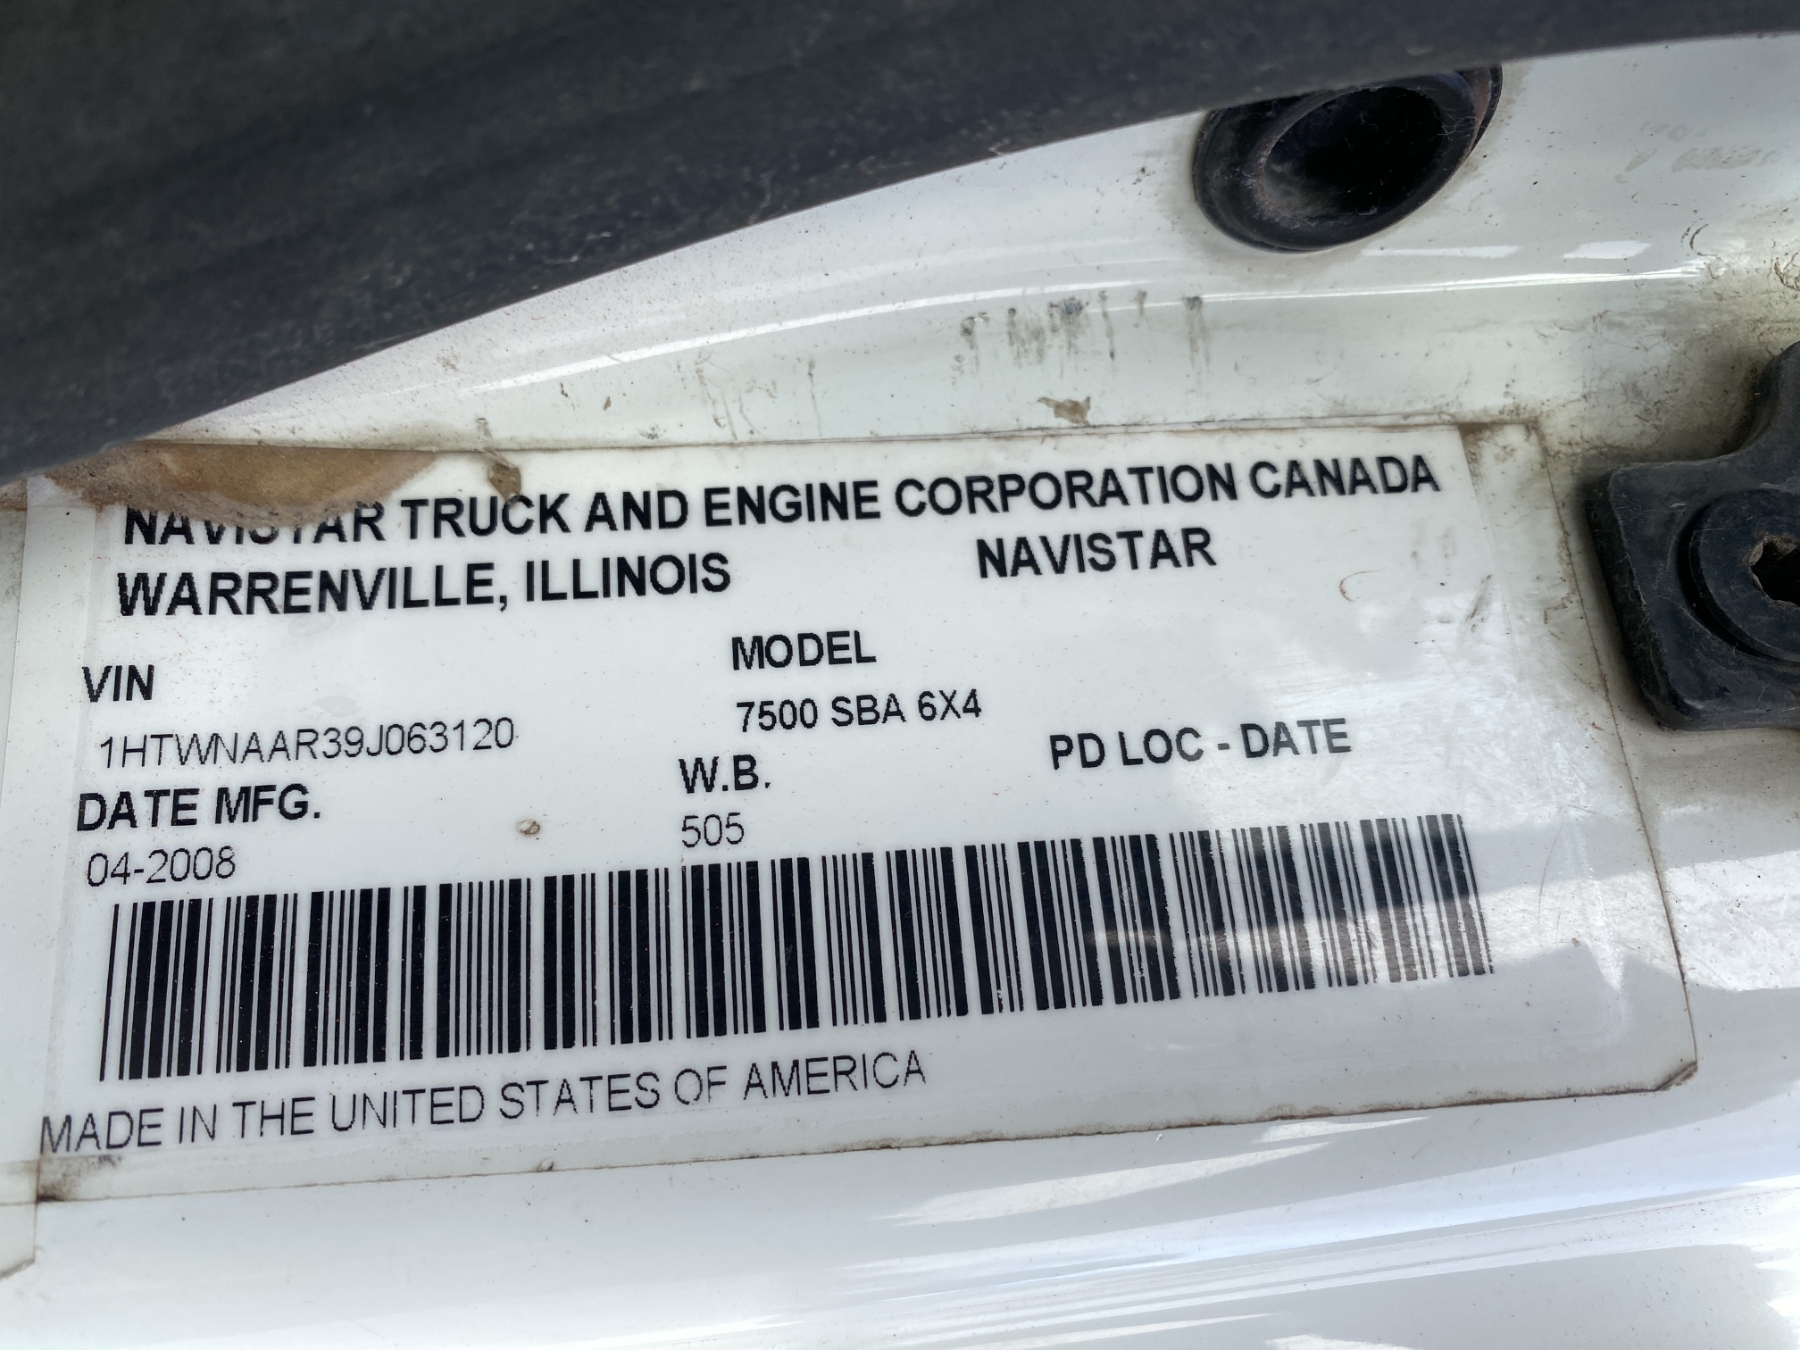 NAVISTAR TRUCK AND ENGINE CORPORATION CANADA
WARRENVILLE, ILLINOIS NAVISTAR
VIN MODEL
1HTWNAAR39J063120 7500 SBA 6X4
DATE MFG. W.B. PD LOC - DATE
04-2008 505
MADE IN THE UNITED STATES OF AMERICA